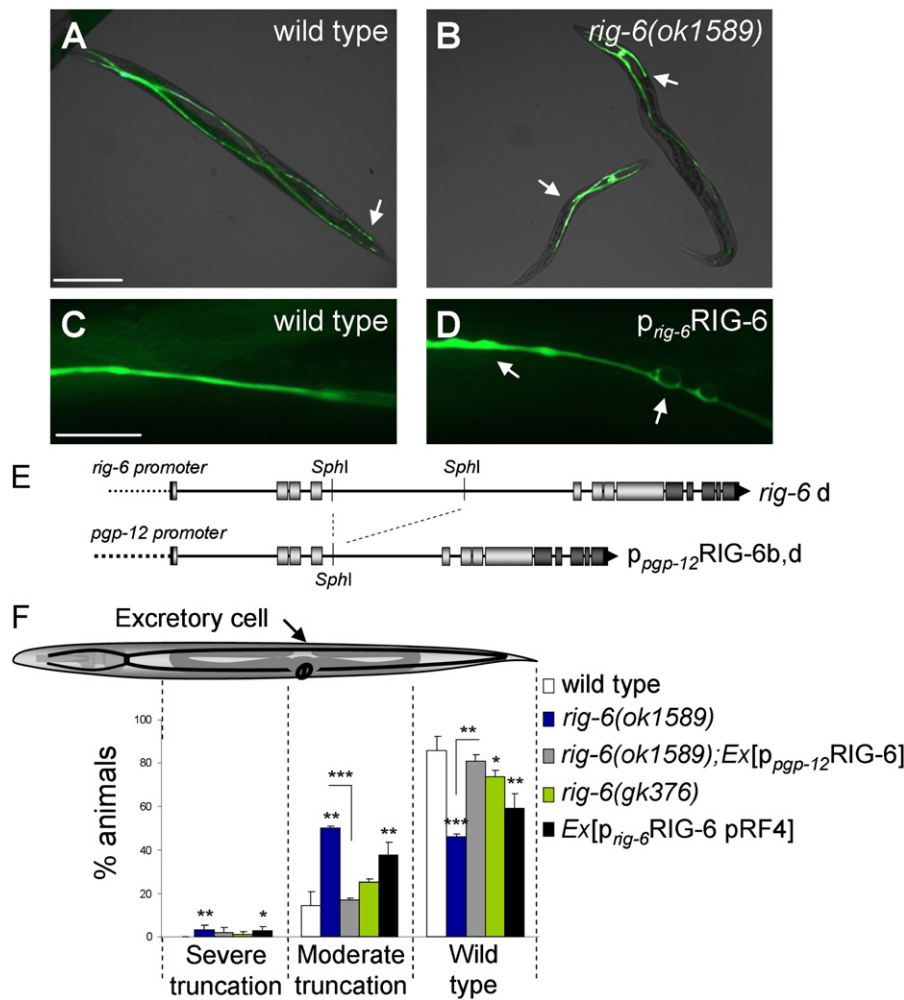 A wild type
B rig-6(ok1589)
C wild type
D prig-6RIG-6
E
rig-6 promoter
SphI SphI
rig-6 d
pgp-12 promoter
ppgp-12RIG-6b,d
SphI
F
Excretory cell
wild type
rig-6(ok1589)
rig-6(ok1589);Ex[ppgp-12RIG-6]
rig-6(gk376)
Ex[prig-6RIG-6 pRF4]
% animals
100
80
60
40
20
0
** *
*** ** **
*** ** * **
Severe truncation
Moderate truncation
Wild type